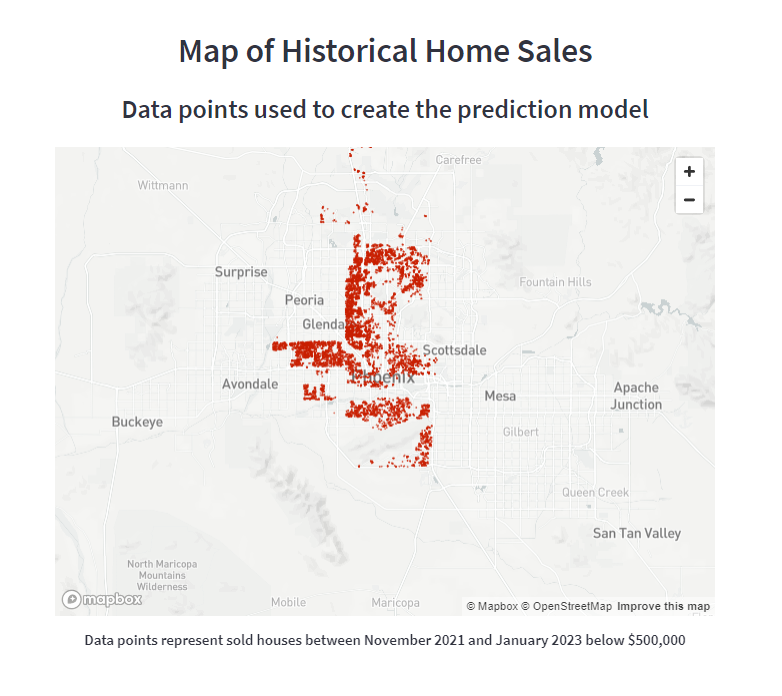 Map of Historical Home Sales
Data points used to create the prediction model
Carefree
+
Wittmann
−
Surprise
Fountain Hills
Peoria
Glenda
Scottsdale
Phoenix
Avondale
Apache
Junction
Mesa
Buckeye
Gilbert
Queen Creek
San Tan Valley
North Maricopa
Mountains
Wilderness
mapbox
Mobile
Maricopa
© Mapbox © OpenStreetMap Improve this map
Data points represent sold houses between November 2021 and January 2023 below $500,000